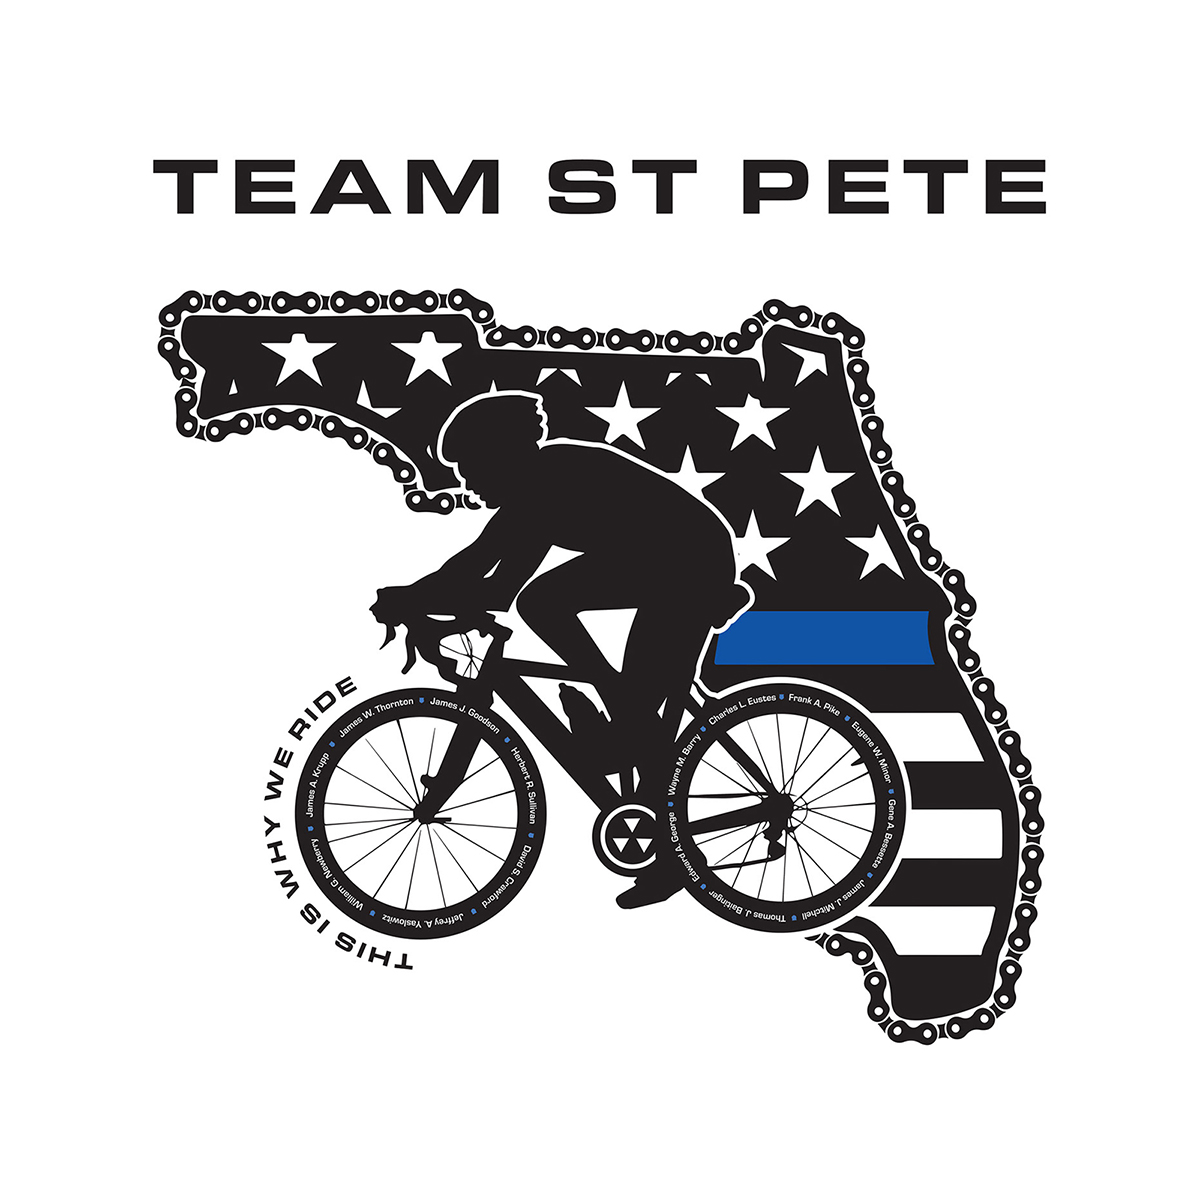 TEAM ST PETE
THIS IS WHY WE RIDE
James W. Thornton
James J. Goodson
Herbert R. Sullivan
David S. Crawford
Jeffrey A. Yaslowitz
William G. Newberry
James A. Krupp
Charles L. Eustes
Frank A. Pike
Eugene W. Minor
Gene A. Bessette
James J. Mitchell
Thomas J. Baitinger
Edward A. George
Wayne M. Barry